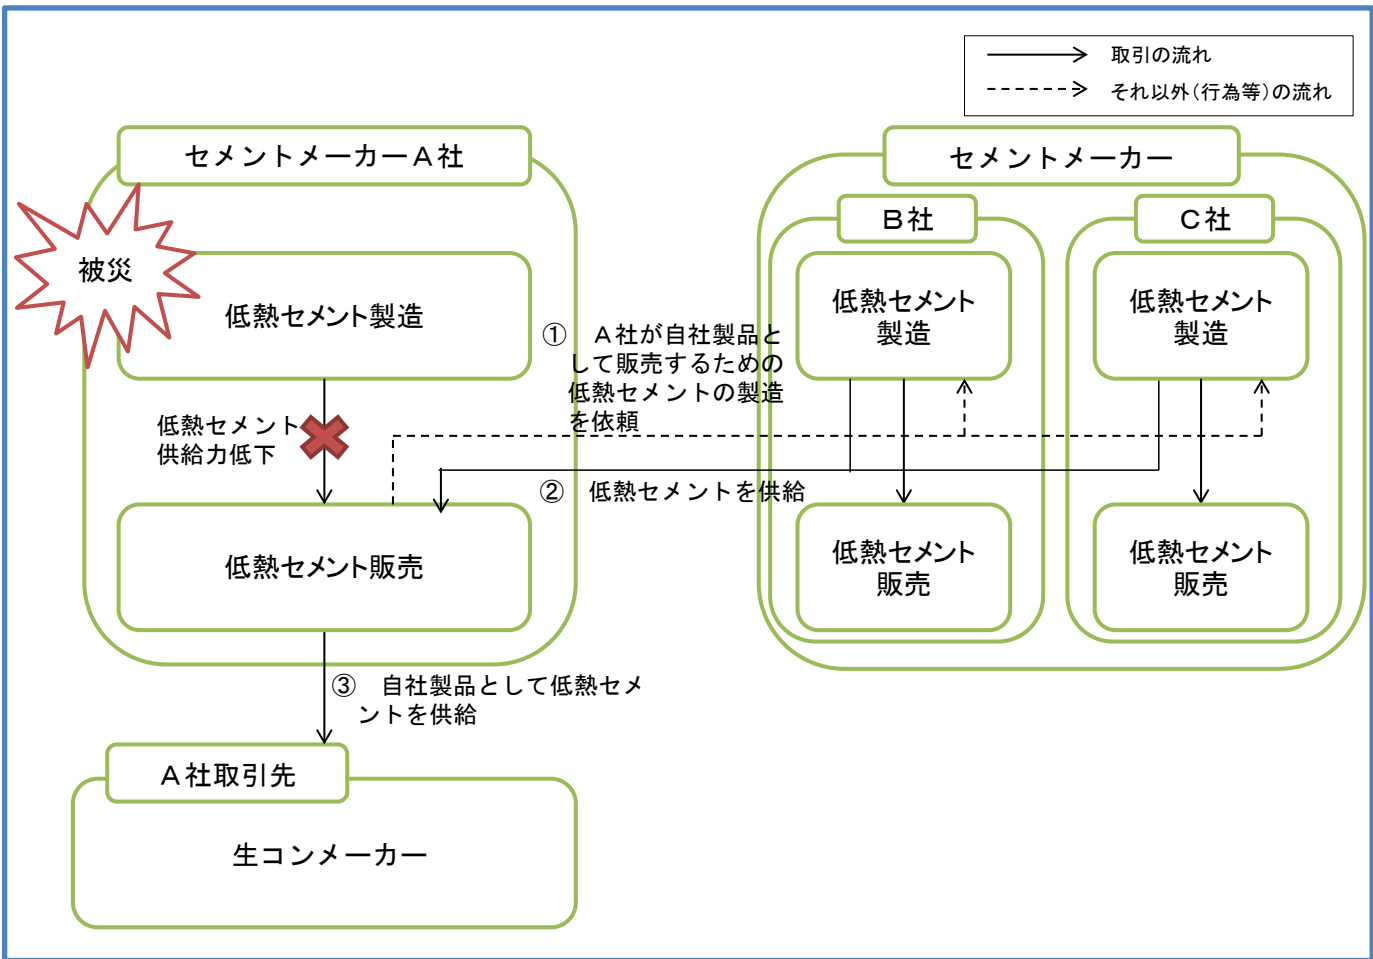 取引の流れ
それ以外(行為等)の流れ
セメントメーカーA社
セメントメーカー
B社
C社
被災
低熱セメント製造
低熱セメント
製造
低熱セメント
製造
① A社が自社製品と
して販売するための
低熱セメントの製造
を依頼
低熱セメント
供給力低下
② 低熱セメントを供給
低熱セメント販売
低熱セメント
販売
低熱セメント
販売
③ 自社製品として低熱セメ
ントを供給
A社取引先
生コンメーカー